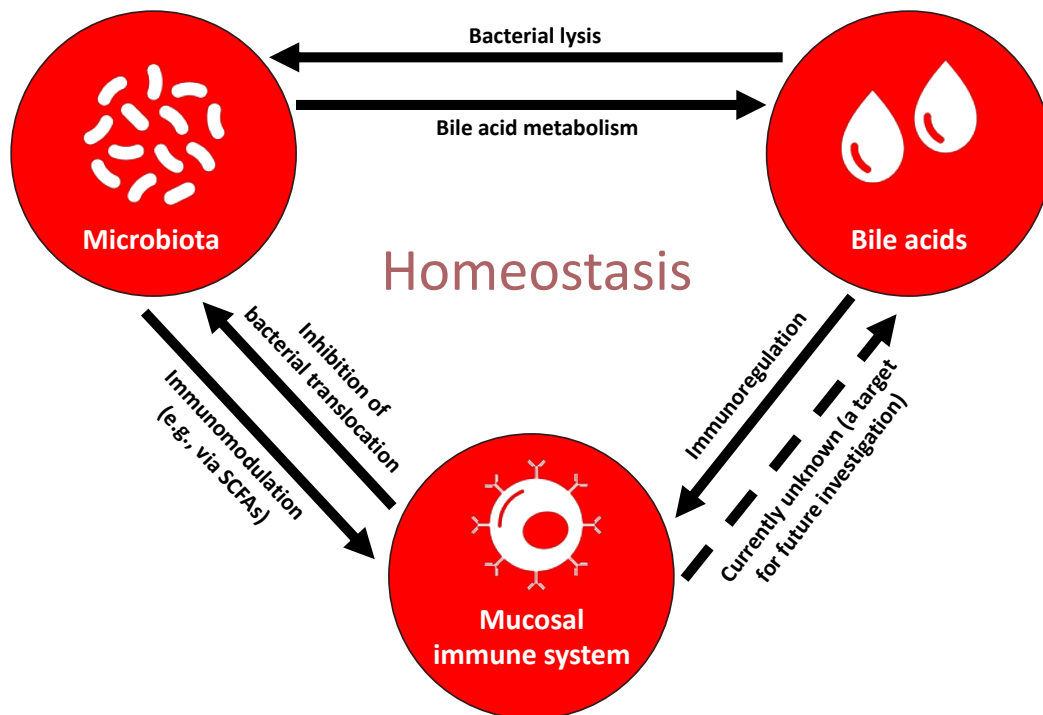 Bacterial lysis
Bile acid metabolism
Microbiota
Bile acids
Homeostasis
Inhibition of
bacterial translocation
Immunomodulation
(e.g., via SCFAs)
Immunoregulation
Currently unknown (a target
for future investigation)
Mucosal
immune system